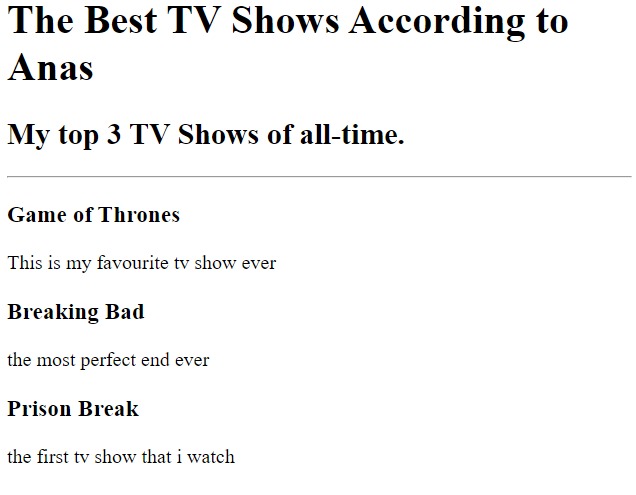 The Best TV Shows According to
Anas
My top 3 TV Shows of all-time.
Game of Thrones
This is my favourite tv show ever
Breaking Bad
the most perfect end ever
Prison Break
the first tv show that i watch